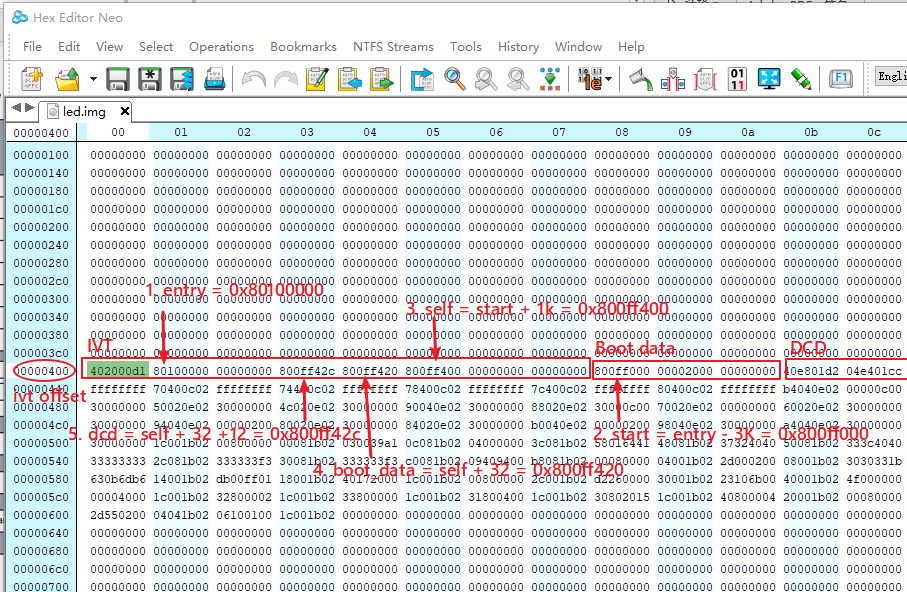 Hex Editor Neo
File Edit View Select Operations Bookmarks NTFS Streams Tools History Window Help
F1 Engli
led.img
00000400 00 01 02 03 04 05 06 07 08 09 0a 0b 0c
00000100 00000000 00000000 00000000 00000000 00000000 00000000 00000000 00000000 00000000 00000000 00000000 00000000 00000000
00000140 00000000 00000000 00000000 00000000 00000000 00000000 00000000 00000000 00000000 00000000 00000000 00000000 00000000
00000180 00000000 00000000 00000000 00000000 00000000 00000000 00000000 00000000 00000000 00000000 00000000 00000000 00000000
000001c0 00000000 00000000 00000000 00000000 00000000 00000000 00000000 00000000 00000000 00000000 00000000 00000000 00000000
00000200 00000000 00000000 00000000 00000000 00000000 00000000 00000000 00000000 00000000 00000000 00000000 00000000 00000000
00000240 00000000 00000000 00000000 00000000 00000000 00000000 00000000 00000000 00000000 00000000 00000000 00000000 00000000
00000280 00000000 00000000 00000000 00000000 00000000 00000000 00000000 00000000 00000000 00000000 00000000 00000000 00000000
000002c0 00000000 00000000 00000000 00000000 00000000 00000000 00000000 00000000 00000000 00000000 00000000 00000000 00000000
1. entry = 0x80100000
00000300 00000000 00000000 00000000 00000000 00000000 00000000 00000000 00000000 00000000 00000000 00000000 00000000 00000000
3. self = start + 1k = 0x800ff400
00000340 00000000 00000000 00000000 00000000 00000000 00000000 00000000 00000000 00000000 00000000 00000000 00000000 00000000
00000380 00000000 00000000 00000000 00000000 00000000 00000000 00000000 00000000 00000000 00000000 00000000 00000000 00000000
IVT Boot data DCD
000003c0 00000000 00000000 00000000 00000000 00000000 00000000 00000000 00000000 00000000 00000000 00000000 00000000 00000000
00000400 402000d1 80100000 00000000 800ff42c 800ff420 800ff400 00000000 00000000 800ff000 00002000 00000000 40e801d2 04e401cc
00000440 ffffffff 70400c02 ffffffff 74400c02 ffffffff 78400c02 ffffffff 7c400c02 ffffffff 80400c02 ffffffff b4040e02 0000c00
ivt offset
00000480 30000000 50020e02 30000000 4c020e02 30000000 90040e02 30000000 88020e02 30000c00 70020e02 00000000 60020e02 30000000
000004c0 30000000 94040e02 00000200 80020e02 30000000 84020e02 30000000 b0040e02 00000200 98040e02 30000000 a4040e02 30000000
5. dcd = self + 32 +12 = 0x800ff42c
2. start = entry - 3K = 0x800ff000
00000500 30000000 0c081b02 04000000 3c081b02 58016441 48081b02 37324040 50081b02 333c4040
00000540 33333333 2c081b02 333333f3 30081b02 333333f3 c0081b02 09409400 b8081b02 00080000 04001b02 2d000200 08001b02 3030331b
4. boot_data = self + 32 = 0x800ff420
00000580 630b6db6 14001b02 db00ff01 18001b02 40172000 1c001b02 00800000 2c001b02 d2260000 30001b02 23106b00 40001b02 4f000000
000005c0 00004000 1c001b02 32800002 1c001b02 33800000 1c001b02 31800400 1c001b02 30802015 1c001b02 40800004 20001b02 00080000
00000600 2d550200 04041b02 06100100 1c001b02 00000000 00000000 00000000 00000000 00000000 00000000 00000000 00000000 00000000
00000640 00000000 00000000 00000000 00000000 00000000 00000000 00000000 00000000 00000000 00000000 00000000 00000000 00000000
00000680 00000000 00000000 00000000 00000000 00000000 00000000 00000000 00000000 00000000 00000000 00000000 00000000 00000000
000006c0 00000000 00000000 00000000 00000000 00000000 00000000 00000000 00000000 00000000 00000000 00000000 00000000 00000000
00000700 00000000 00000000 00000000 00000000 00000000 00000000 00000000 00000000 00000000 00000000 00000000 00000000 00000000